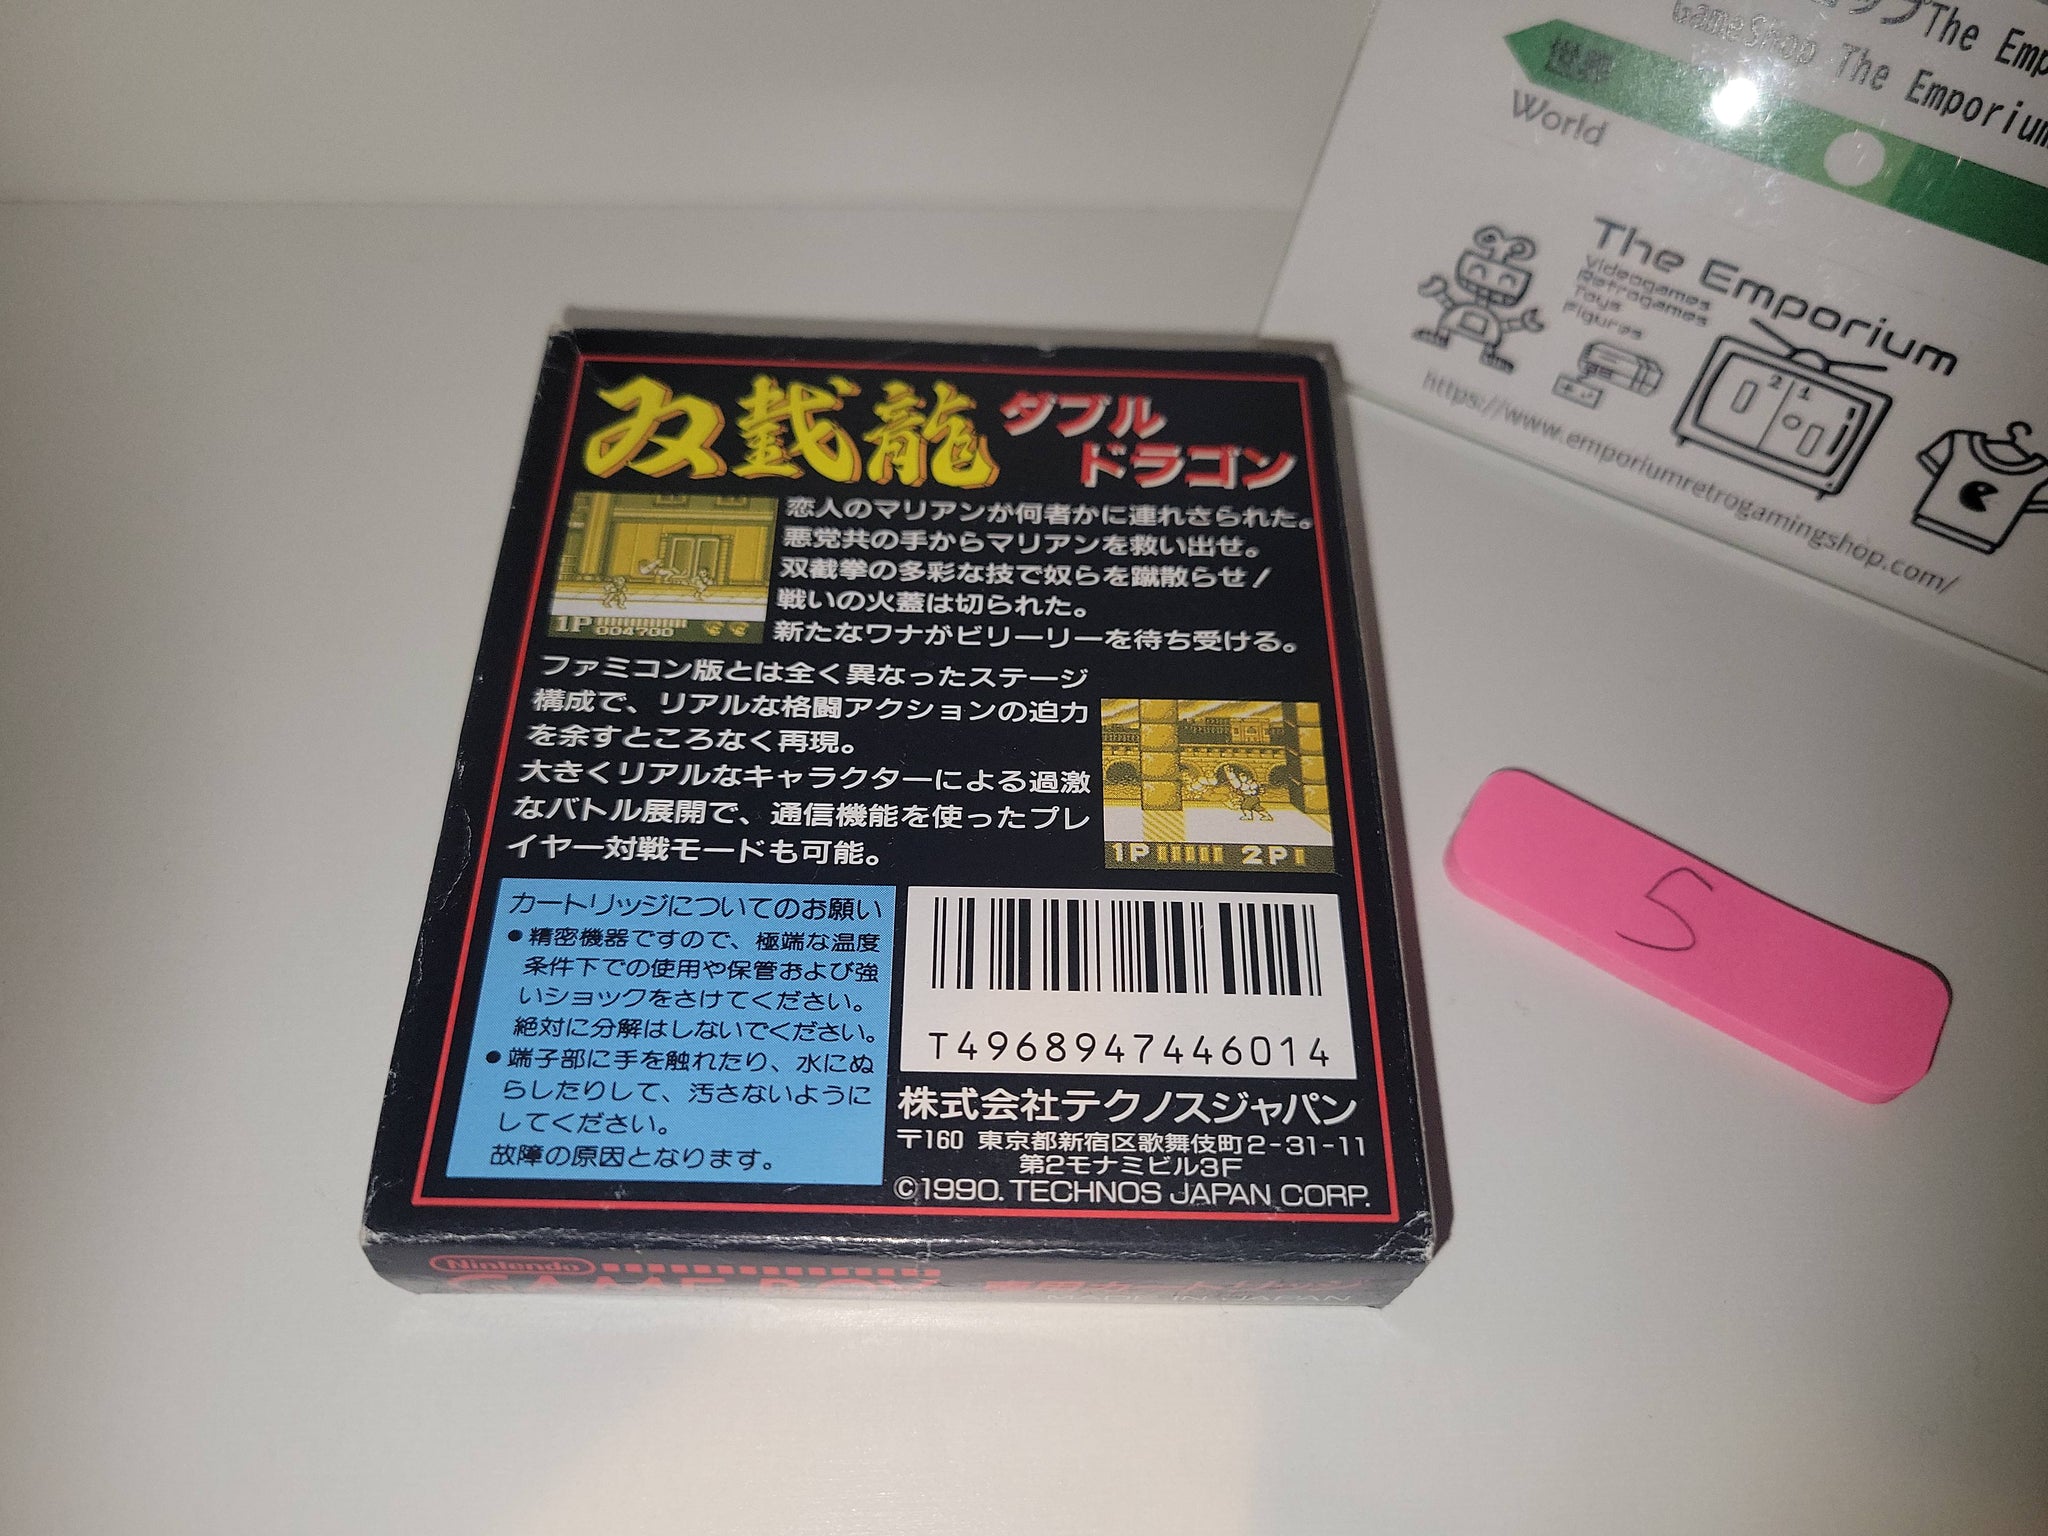 The Emp
GameShop The Emporium
世界
World
The Emporium
Videogames
Retrogames
Toys
Figures
https://www.emporiumretrogamingshop.com/
2 1
双截龍 ダブル
ドラゴン
恋人のマリアンが何者かに連れさられた。
悪党共の手からマリアンを救い出せ。
双截拳の多彩な技で奴らを蹴散らせ!
戦いの火蓋は切られた。
新たなワナがビリーリーを待ち受ける。
1P 004700
ファミコン版とは全く異なったステージ
構成で、リアルな格闘アクションの迫力
を余すところなく再現。
大きくリアルなキャラクターによる過激
なバトル展開で、通信機能を使ったプレ
イヤー対戦モードも可能。
1P 2P
カートリッジについてのお願い
●精密機器ですので、極端な温度
条件下での使用や保管および強
いショックをさけてください。
絶対に分解はしないでください。
●端子部に手を触れたり、水にぬ
らしたりして、汚さないように
してください。
故障の原因となります。
T4968947446014
株式会社テクノスジャパン
〒160 東京都新宿区歌舞伎町2-31-11
第2モナミビル3F
©1990. TECHNOS JAPAN CORP.
Nintendo
GAME BOY 専用カートリッジ
MADE IN JAPAN
5